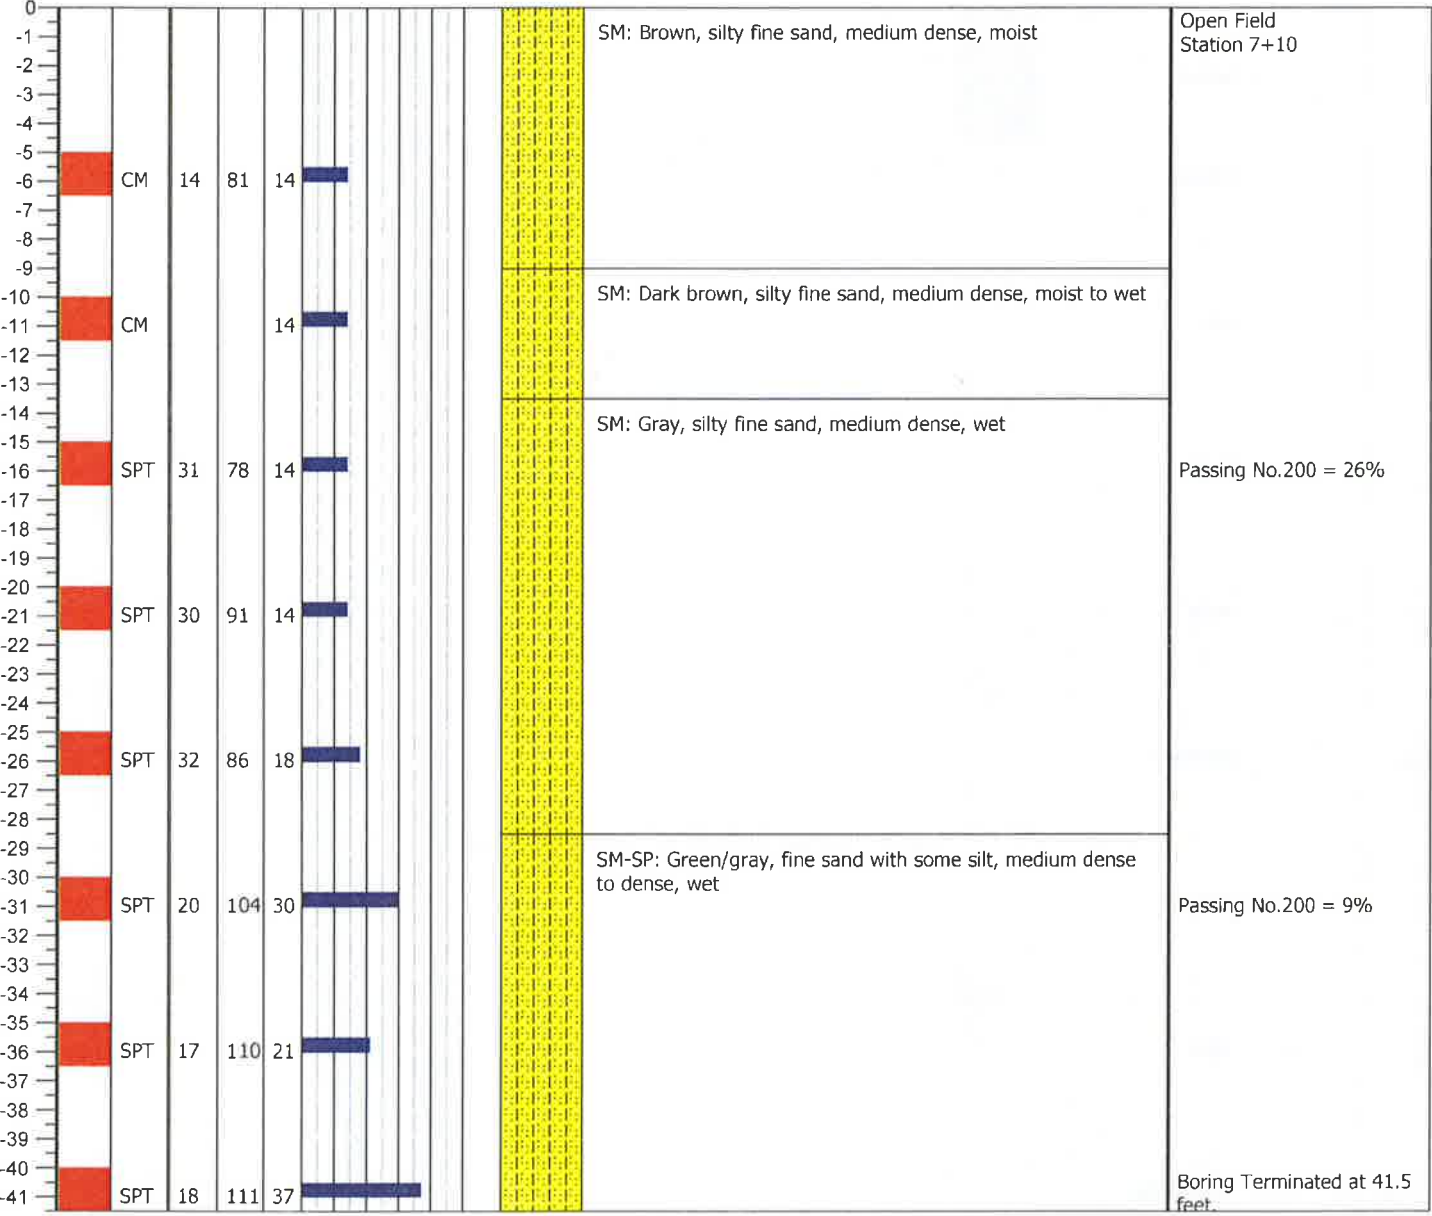 0
-1
-2
-3
-4
-5
-6
-7
-8
-9
-10
-11
-12
-13
-14
-15
-16
-17
-18
-19
-20
-21
-22
-23
-24
-25
-26
-27
-28
-29
-30
-31
-32
-33
-34
-35
-36
-37
-38
-39
-40
-41
CM 14 81 14
CM 14
SPT 31 78 14
SPT 30 91 14
SPT 32 86 18
SPT 20 104 30
SPT 17 110 21
SPT 18 111 37
SM: Brown, silty fine sand, medium dense, moist
SM: Dark brown, silty fine sand, medium dense, moist to wet
SM: Gray, silty fine sand, medium dense, wet
SM-SP: Green/gray, fine sand with some silt, medium dense
to dense, wet
Open Field
Station 7+10
Passing No.200 = 26%
Passing No.200 = 9%
Boring Terminated at 41.5
feet.